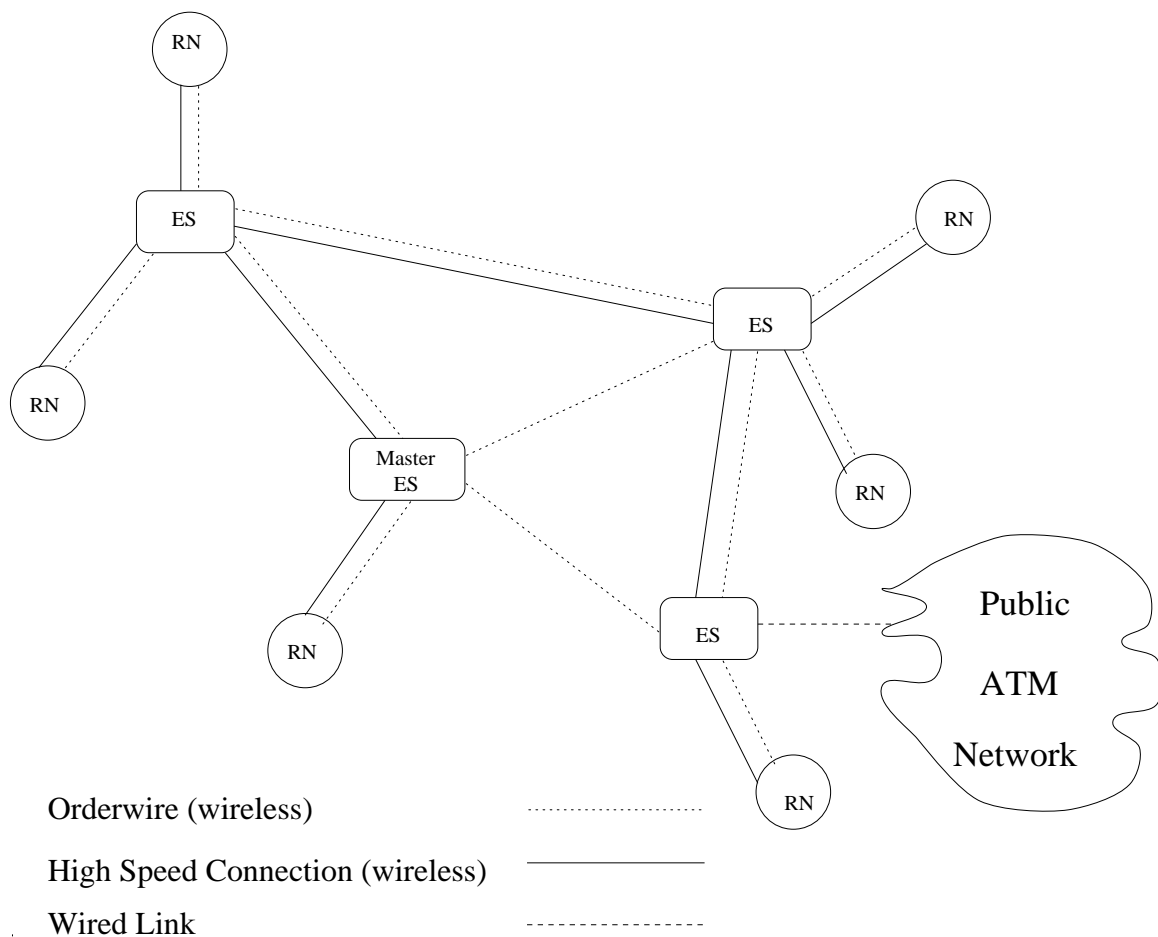 RN
ES
RN
ES
RN
RN
Master
ES
RN
ES
RN
Public
ATM
Network
Orderwire (wireless)
High Speed Connection (wireless)
Wired Link